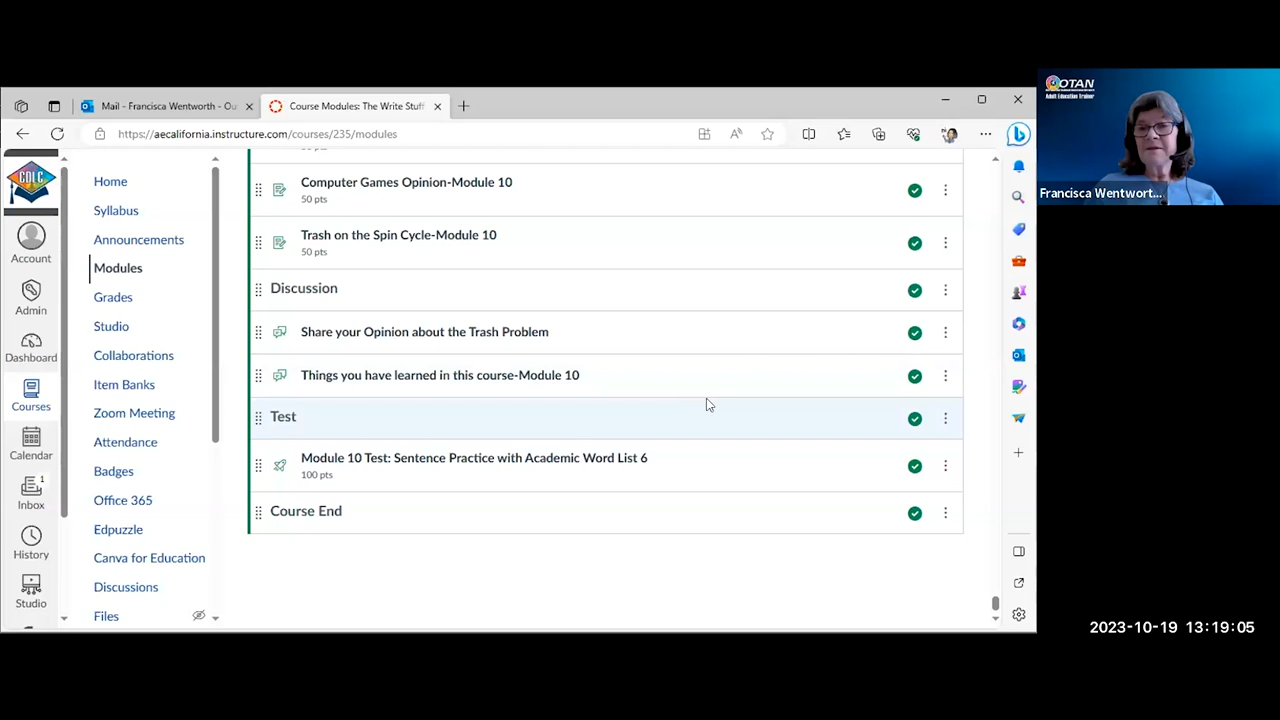 Mail - Francisca Wentworth - Ou
Course Modules: The Write Stuff
https://aecalifornia.instructure.com/courses/235/modules
OTAN
Adult Education Trainer
Francisca Wentwort...
CDLC
Account
Admin
Dashboard
Courses
Calendar
1
Inbox
History
Studio
Home
Syllabus
Announcements
Modules
Grades
Studio
Collaborations
Item Banks
Zoom Meeting
Attendance
Badges
Office 365
Edpuzzle
Canva for Education
Discussions
Files
Computer Games Opinion-Module 10
50 pts
Trash on the Spin Cycle-Module 10
50 pts
Discussion
Share your Opinion about the Trash Problem
Things you have learned in this course-Module 10
Test
Module 10 Test: Sentence Practice with Academic Word List 6
100 pts
Course End
2023-10-19 13:19:05